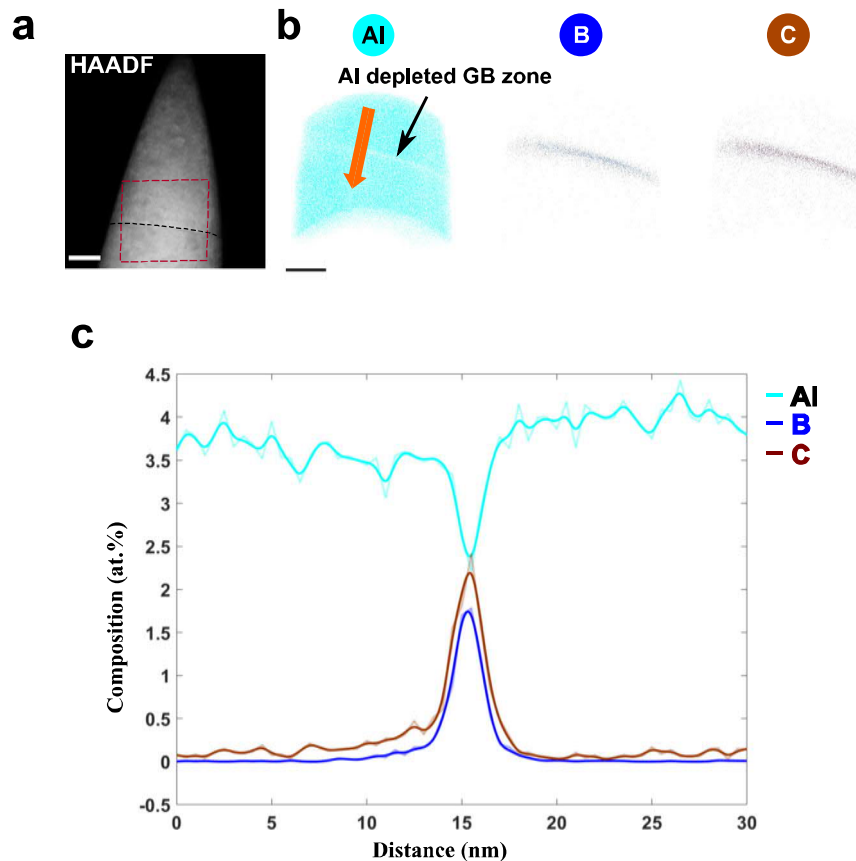 a
HAADF
b
Al
B
C
Al depleted GB zone
c
4.5
4
3.5
3
2.5
2
1.5
1
0.5
0
-0.5
Composition (at.%)
0 5 10 15 20 25 30
Distance (nm)
Al
B
C